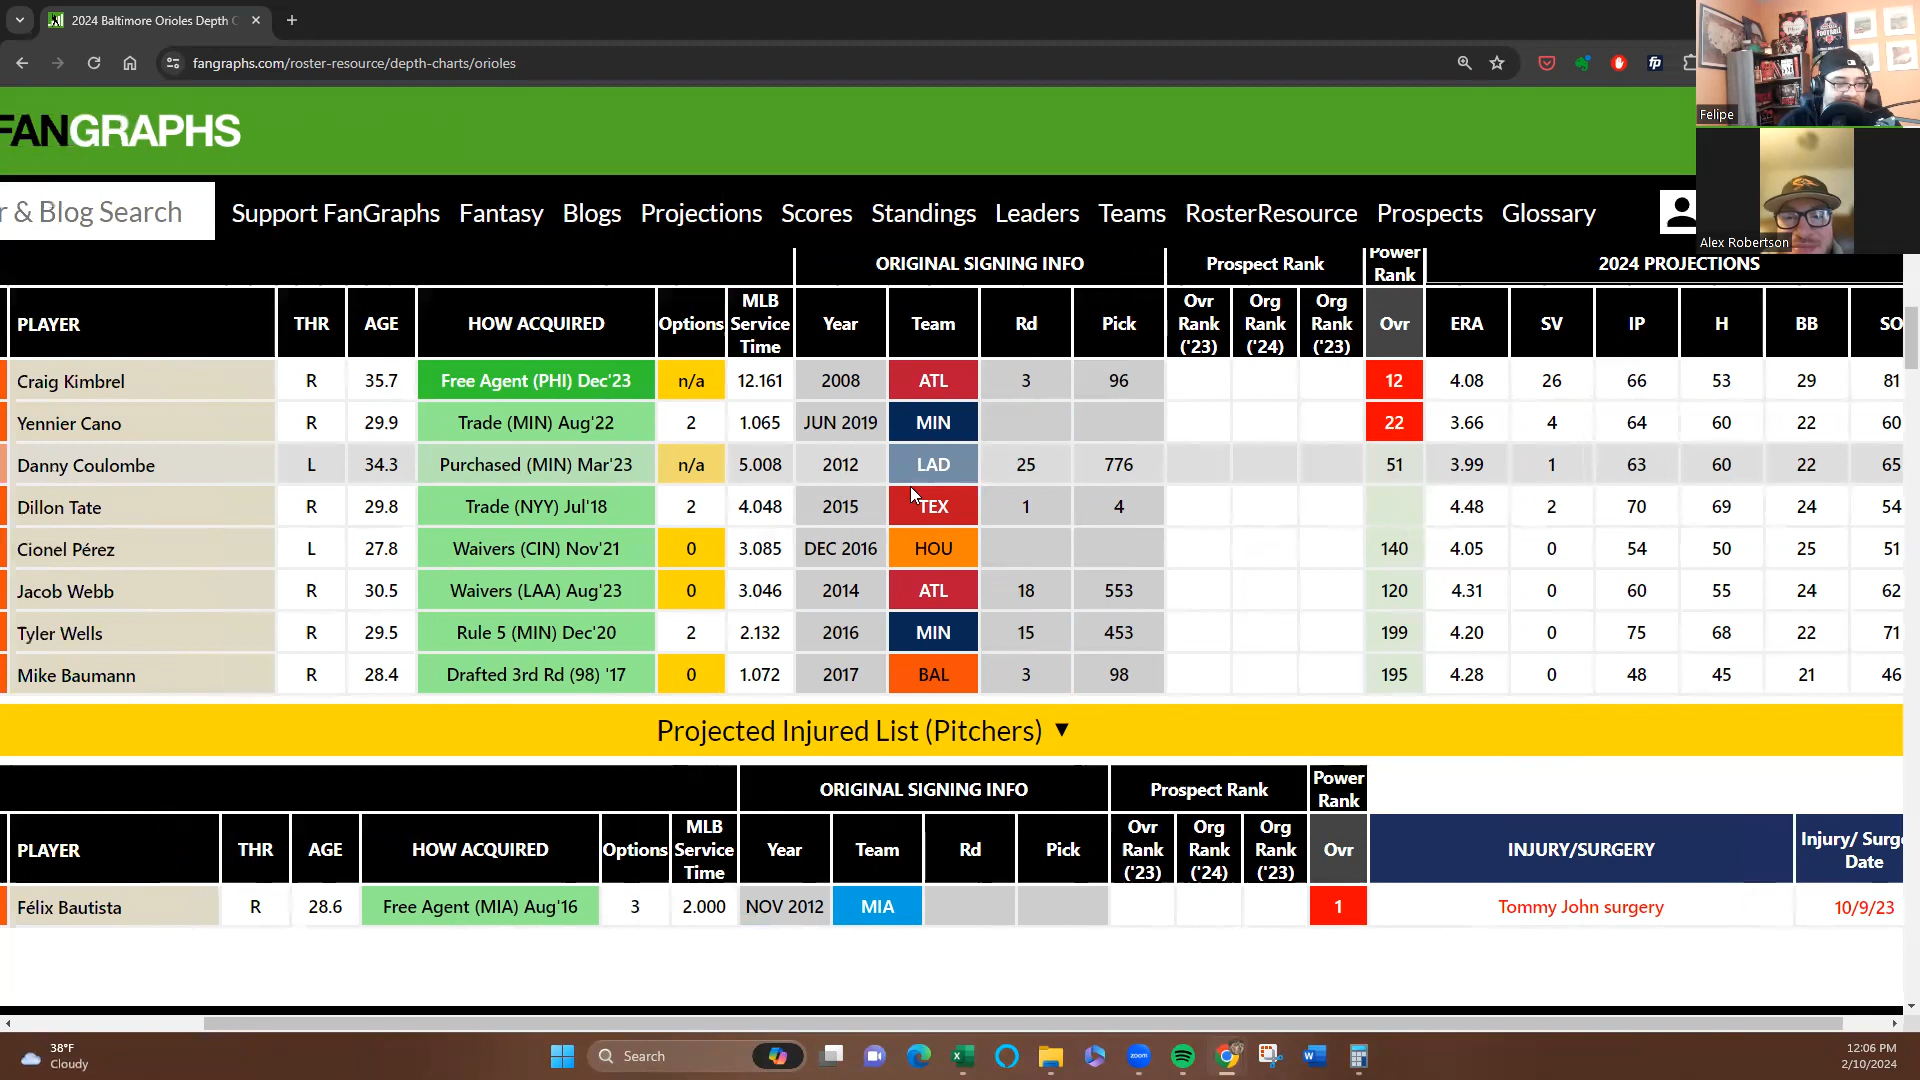 2024 Baltimore Orioles Depth C
fangraphs.com/roster-resource/depth-charts/orioles
Felipe
Alex Robertson
FANGRAPHS
r & Blog Search
Support FanGraphs Fantasy Blogs Projections Scores Standings Leaders Teams RosterResource Prospects Glossary
ORIGINAL SIGNING INFO Prospect Rank Power Rank 2024 PROJECTIONS
PLAYER THR AGE HOW ACQUIRED Options MLB Service Time Year Team Rd Pick Ovr Rank ('23) Org Rank ('24) Org Rank ('23) Ovr ERA SV IP H BB SO
Craig Kimbrel R 35.7 Free Agent (PHI) Dec'23 n/a 12.161 2008 ATL 3 96 12 4.08 26 66 53 29 81
Yennier Cano R 29.9 Trade (MIN) Aug'22 2 1.065 JUN 2019 MIN 22 3.66 4 64 60 22 60
Danny Coulombe L 34.3 Purchased (MIN) Mar'23 n/a 5.008 2012 LAD 25 776 51 3.99 1 63 60 22 65
Dillon Tate R 29.8 Trade (NYY) Jul'18 2 4.048 2015 TEX 1 4 4.48 2 70 69 24 54
Cionel Pérez L 27.8 Waivers (CIN) Nov'21 0 3.085 DEC 2016 HOU 140 4.05 0 54 50 25 51
Jacob Webb R 30.5 Waivers (LAA) Aug'23 0 3.046 2014 ATL 18 553 120 4.31 0 60 55 24 62
Tyler Wells R 29.5 Rule 5 (MIN) Dec'20 2 2.132 2016 MIN 15 453 199 4.20 0 75 68 22 71
Mike Baumann R 28.4 Drafted 3rd Rd (98) '17 0 1.072 2017 BAL 3 98 195 4.28 0 48 45 21 46
Projected Injured List (Pitchers) ▼
ORIGINAL SIGNING INFO Prospect Rank Power Rank
PLAYER THR AGE HOW ACQUIRED Options MLB Service Time Year Team Rd Pick Ovr Rank ('23) Org Rank ('24) Org Rank ('23) Ovr INJURY/SURGERY Injury/ Surge Date
Félix Bautista R 28.6 Free Agent (MIA) Aug'16 3 2.000 NOV 2012 MIA 1 Tommy John surgery 10/9/23
38°F
Cloudy
Search
12:06 PM
2/10/2024